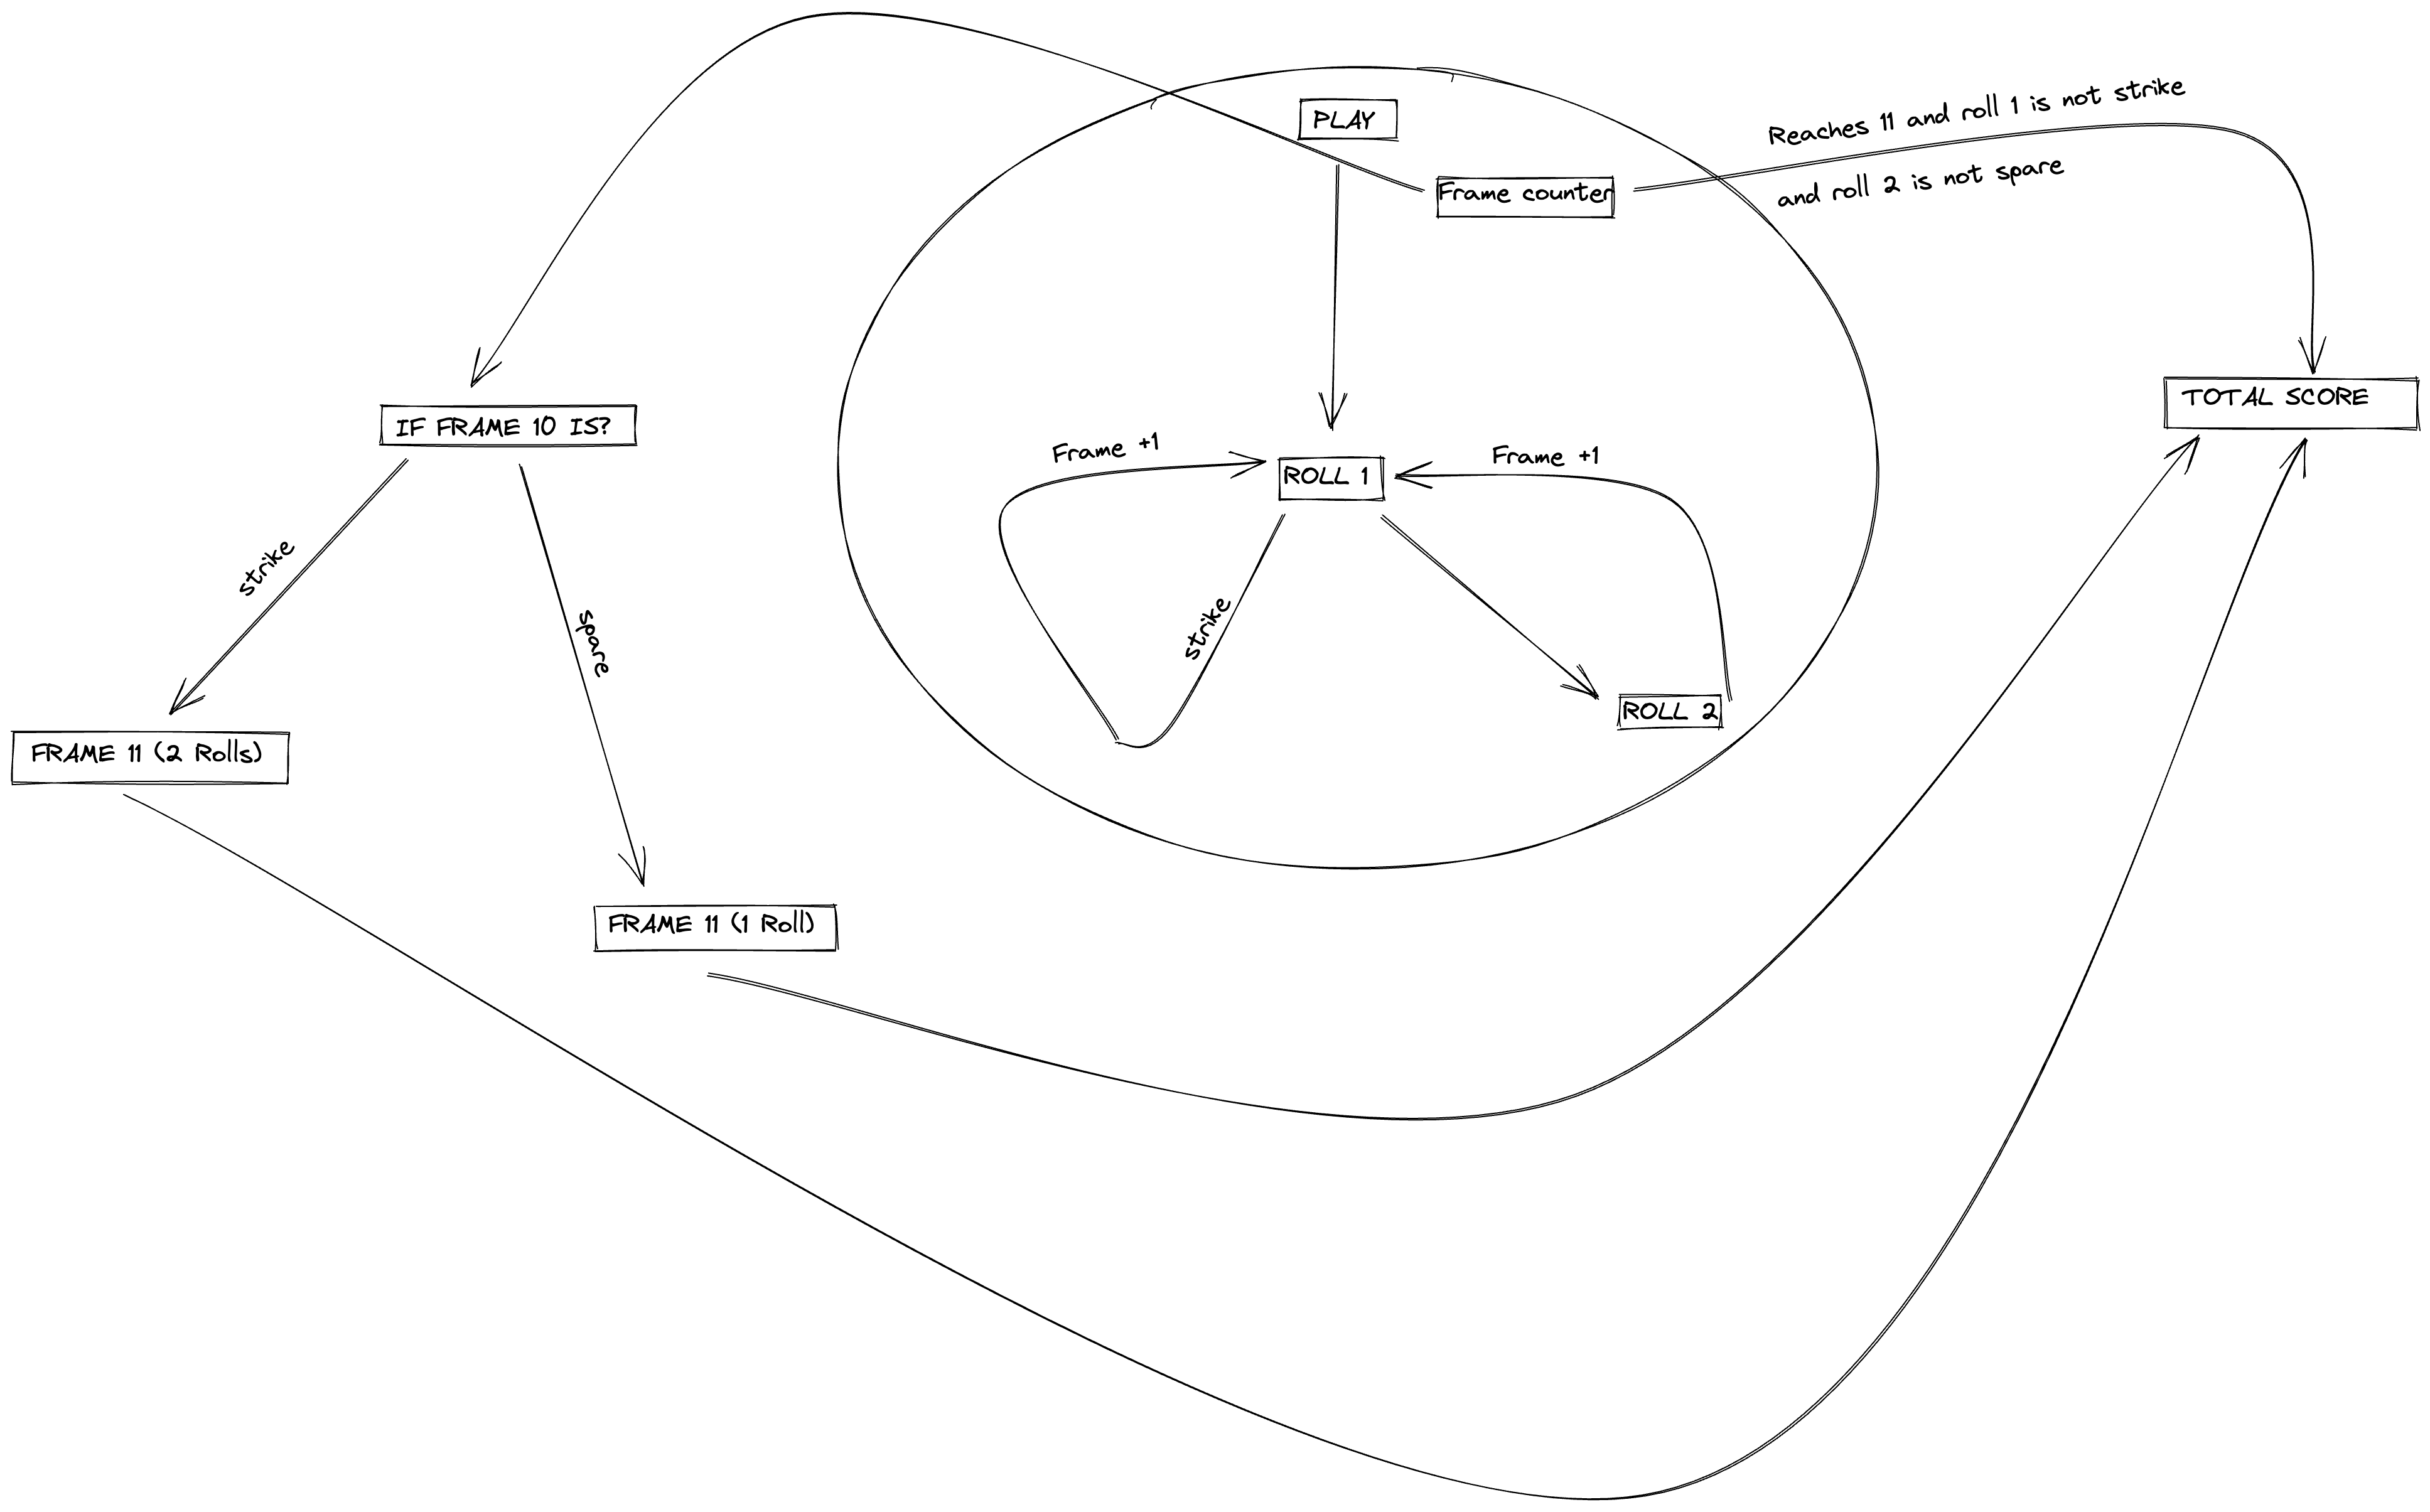 PLAY
Frame counter
Reaches 11 and roll 1 is not strike
and roll 2 is not spare
TOTAL SCORE
IF FRAME 10 IS?
Frame +1
ROLL 1
Frame +1
strike
spare
strike
ROLL 2
FRAME 11 (2 Rolls)
FRAME 11 (1 Roll)